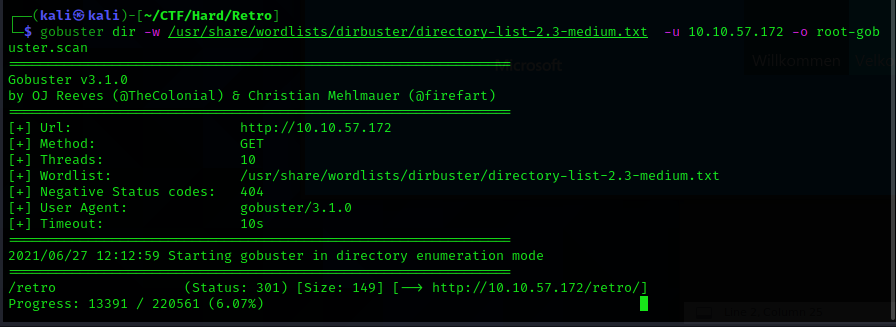 ┌──(kali㉿kali)-[~/CTF/Hard/Retro]
└─$ gobuster dir -w /usr/share/wordlists/dirbuster/directory-list-2.3-medium.txt  -u 10.10.57.172 -o root-gob
uster.scan
===============================================================
Gobuster v3.1.0
by OJ Reeves (@TheColonial) & Christian Mehlmauer (@firefart)
===============================================================
[+] Url:                     http://10.10.57.172
[+] Method:                  GET
[+] Threads:                 10
[+] Wordlist:                /usr/share/wordlists/dirbuster/directory-list-2.3-medium.txt
[+] Negative Status codes:   404
[+] User Agent:              gobuster/3.1.0
[+] Timeout:                 10s
===============================================================
2021/06/27 12:12:59 Starting gobuster in directory enumeration mode
===============================================================
/retro                (Status: 301) [Size: 149] [--> http://10.10.57.172/retro/]
Progress: 13391 / 220561 (6.07%)
Microsoft
Willkommen